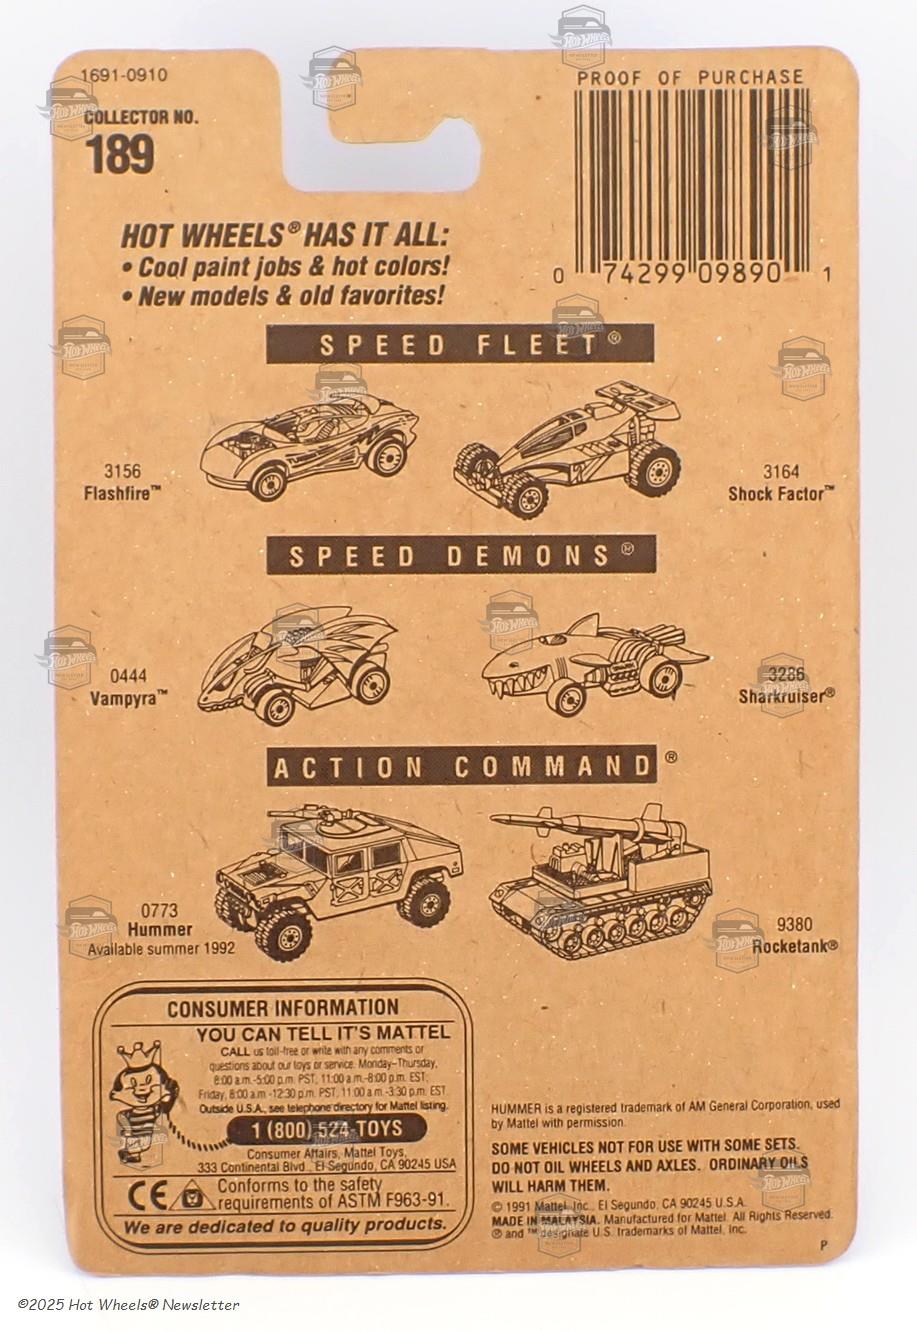 1691-0910
COLLECTOR NO.
189
PROOF OF PURCHASE
0 74299 09890 1
HOT WHEELS® HAS IT ALL:
• Cool paint jobs & hot colors!
• New models & old favorites!
SPEED FLEET®
3156
Flashfire™
3164
Shock Factor™
SPEED DEMONS®
0444
Vampyra™
3286
Sharkruiser®
ACTION COMMAND®
0773
Hummer
Available summer 1992
9380
Rocketank®
CONSUMER INFORMATION
YOU CAN TELL IT'S MATTEL
CALL us toll-free or write with any comments or
questions about our toys or service. Monday–Thursday,
8:00 a.m.-5:00 p.m. PST, 11:00 a.m.-8:00 p.m. EST;
Friday, 8:00 a.m.-12:30 p.m. PST, 11:00 a.m.-3:30 p.m. EST.
Outside U.S.A., see telephone directory for Mattel listing.
1 (800) 524-TOYS
Consumer Affairs, Mattel Toys,
333 Continental Blvd., El Segundo, CA 90245 USA
CE Conforms to the safety
requirements of ASTM F963-91.
We are dedicated to quality products.
HUMMER is a registered trademark of AM General Corporation, used
by Mattel with permission.
SOME VEHICLES NOT FOR USE WITH SOME SETS.
DO NOT OIL WHEELS AND AXLES. ORDINARY OILS
WILL HARM THEM.
© 1991 Mattel, Inc., El Segundo, CA 90245 U.S.A.
MADE IN MALAYSIA. Manufactured for Mattel. All Rights Reserved.
® and ™ designate U.S. trademarks of Mattel, Inc.
P
©2025 Hot Wheels® Newsletter